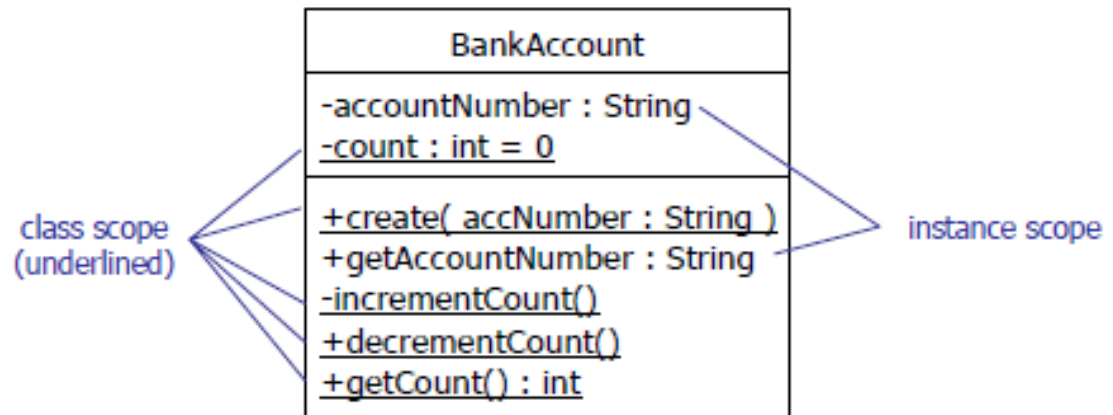 BankAccount
-accountNumber : String
-count : int = 0
+create( accNumber : String )
+getAccountNumber : String
-incrementCount()
+decrementCount()
+getCount() : int
class scope
(underlined)
instance scope